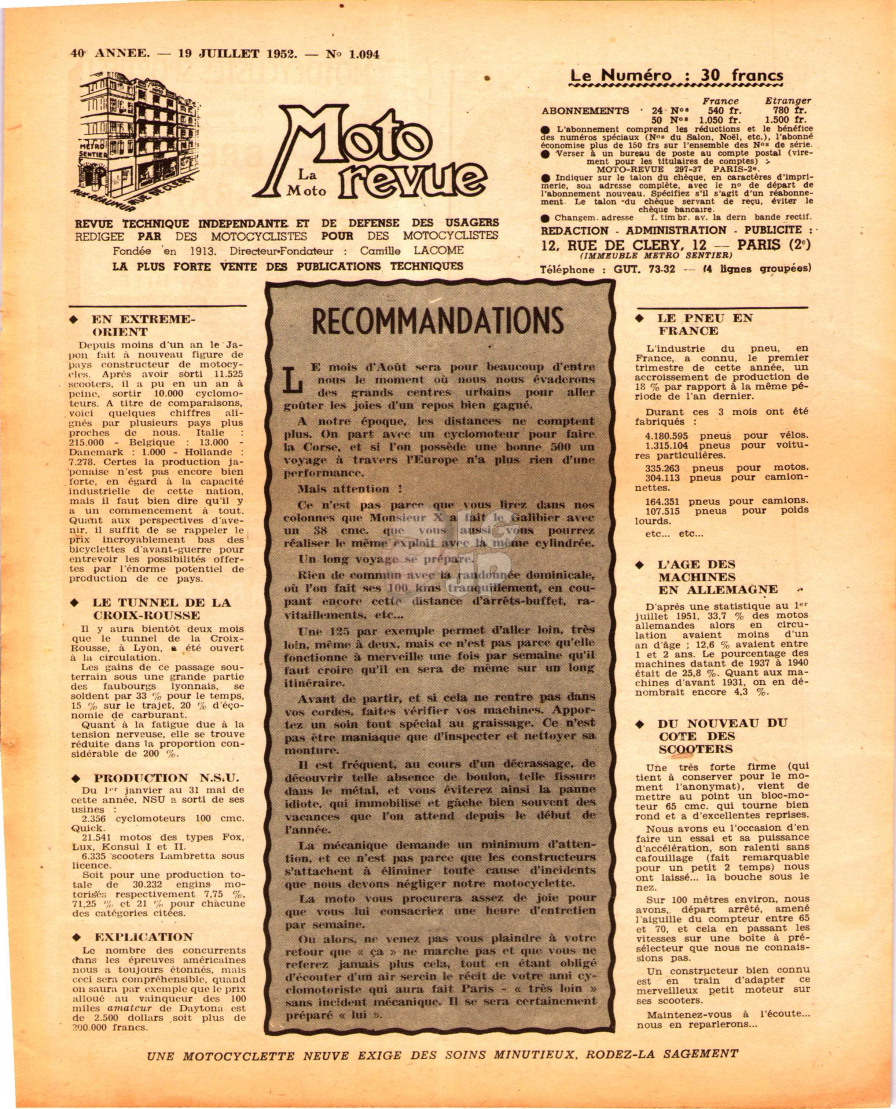 40e ANNEE. — 19 JUILLET 1952. — No 1.094
METRO
SENTIER
RUE REAUMUR
RUE DE CLERY
La
Moto
Moto
revue
REVUE TECHNIQUE INDEPENDANTE ET DE DEFENSE DES USAGERS
REDIGEE PAR DES MOTOCYCLISTES POUR DES MOTOCYCLISTES
Fondée en 1913. Directeur-Fondateur : Camille LACOME
LA PLUS FORTE VENTE DES PUBLICATIONS TECHNIQUES
Le Numéro : 30 francs
France Etranger
ABONNEMENTS · 24 Nos 540 fr. 780 fr.
50 Nos 1.050 fr. 1.500 fr.
● L'abonnement comprend les réductions et le bénéfice
des numéros spéciaux (Nos du Salon, Noël, etc.), l'abonné
économise plus de 150 frs sur l'ensemble des Nos de série.
● Verser à un bureau de poste au compte postal (vire-
ment pour les titulaires de comptes) :
MOTO-REVUE 297-37 PARIS-2e.
● Indiquer sur le talon du chèque, en caractères d'impri-
merie, son adresse complète, avec le no de départ de
l'abonnement nouveau. Spécifiez s'il s'agit d'un réabonne-
ment. Le talon du chèque servant de reçu, éviter le
chèque bancaire.
● Changem. adresse f. timbr. av. la dern bande rectif.
REDACTION - ADMINISTRATION - PUBLICITE :
12, RUE DE CLERY, 12 — PARIS (2e)
(IMMEUBLE METRO SENTIER)
Téléphone : GUT. 73-32 — (4 lignes groupées)
◆ EN EXTREME-
ORIENT
Depuis moins d'un an le Ja-
pon fait à nouveau figure de
pays constructeur de motocy-
cles. Après avoir sorti 11.525
scooters, il a pu en un an à
peine, sortir 10.000 cyclomo-
teurs. A titre de comparaisons,
voici quelques chiffres ali-
gnés par plusieurs pays plus
proches de nous. Italie :
215.000 - Belgique : 13.000 -
Danemark : 1.000 - Hollande :
7.278. Certes la production ja-
ponaise n'est pas encore bien
forte, en égard à la capacité
industrielle de cette nation,
mais il faut bien dire qu'il y
a un commencement à tout.
Quant aux perspectives d'ave-
nir, il suffit de se rappeler le
prix incroyablement bas des
bicyclettes d'avant-guerre pour
entrevoir les possibilités offer-
tes par l'énorme potentiel de
production de ce pays.
◆ LE TUNNEL DE LA
CROIX-ROUSSE
Il y aura bientôt deux mois
que le tunnel de la Croix-
Rousse, à Lyon, a été ouvert
à la circulation.
Les gains de ce passage sou-
terrain sous une grande partie
des faubourgs lyonnais, se
soldent par 33 % pour le temps,
15 % sur le trajet, 20 % d'éco-
nomie de carburant.
Quant à la fatigue due à la
tension nerveuse, elle se trouve
réduite dans la proportion con-
sidérable de 200 %.
◆ PRODUCTION N.S.U.
Du 1er janvier au 31 mai de
cette année, NSU a sorti de ses
usines :
2.356 cyclomoteurs 100 cmc.
Quick.
21.541 motos des types Fox,
Lux, Konsul I et II.
6.335 scooters Lambretta sous
licence.
Soit pour une production to-
tale de 30.232 engins mo-
torisés respectivement 7,75 %,
71,25 % et 21 % pour chacune
des catégories citées.
◆ EXPLICATION
Le nombre des concurrents
dans les épreuves américaines
nous a toujours étonnés, mais
ceci sera compréhensible, quand
on saura par exemple que le prix
alloué au vainqueur des 100
miles amateur de Daytona est
de 2.500 dollars soit plus de
200.000 francs.
RECOMMANDATIONS
LE mois d'Août sera pour beaucoup d'entre
nous le moment où nous nous évaderons
des grands centres urbains pour aller
goûter les joies d'un repos bien gagné.
A notre époque, les distances ne comptent
plus. On part avec un cyclomoteur pour faire
la Corse, et si l'on possède une bonne 500 un
voyage à travers l'Europe n'a plus rien d'une
performance.
Mais attention !
Ce n'est pas parce que vous lirez dans nos
colonnes que Monsieur X a fait le Galibier avec
un 38 cmc. que vous aussi vous pourrez
réaliser le même exploit avec la même cylindrée.
Un long voyage se prépare.
Rien de commun avec la randonnée dominicale,
où l'on fait ses 100 kms tranquillement, en cou-
pant encore cette distance d'arrêts-buffet, ra-
vitaillements, etc...
Une 125 par exemple permet d'aller loin, très
loin, même à deux, mais ce n'est pas parce qu'elle
fonctionne à merveille une fois par semaine qu'il
faut croire qu'il en sera de même sur un long
itinéraire.
Avant de partir, et si cela ne rentre pas dans
vos cordes, faites vérifier vos machines. Appor-
tez un soin tout spécial au graissage. Ce n'est
pas être maniaque que d'inspecter et nettoyer sa
monture.
Il est fréquent, au cours d'un décrassage, de
découvrir telle absence de boulon, telle fissure
dans le métal, et vous éviterez ainsi la panne
idiote, qui immobilise et gâche bien souvent des
vacances que l'on attend depuis le début de
l'année.
La mécanique demande un minimum d'atten-
tion, et ce n'est pas parce que les constructeurs
s'attachent à éliminer toute cause d'incidents
que nous devons négliger notre motocyclette.
La moto vous procurera assez de joie pour
que vous lui consacriez une heure d'entretien
par semaine.
Ou alors, ne venez pas vous plaindre à votre
retour que « ça » ne marche pas et que vous ne
referez jamais plus cela, tout en étant obligé
d'écouter d'un air serein le récit de votre ami cy-
clomotoriste qui aura fait Paris - « très loin »
sans incident mécanique. Il se sera certainement
préparé « lui ».
◆ LE PNEU EN
FRANCE
L'industrie du pneu, en
France, a connu, le premier
trimestre de cette année, un
accroissement de production de
18 % par rapport à la même pé-
riode de l'an dernier.
Durant ces 3 mois ont été
fabriqués :
4.180.595 pneus pour vélos.
1.315.104 pneus pour voitu-
res particulières.
335.263 pneus pour motos.
304.113 pneus pour camion-
nettes.
164.351 pneus pour camions.
107.515 pneus pour poids
lourds.
etc... etc...
◆ L'AGE DES
MACHINES
EN ALLEMAGNE
D'après une statistique au 1er
juillet 1951, 33,7 % des motos
allemandes alors en circu-
lation avaient moins d'un
an d'âge ; 12,6 % avaient entre
1 et 2 ans. Le pourcentage des
machines datant de 1937 à 1940
était de 25,8 %. Quant aux ma-
chines d'avant 1931, on en dé-
nombrait encore 4,3 %.
◆ DU NOUVEAU DU
COTE DES
SCOOTERS
Une très forte firme (qui
tient à conserver pour le mo-
ment l'anonymat), vient de
mettre au point un bloc-mo-
teur 65 cmc. qui tourne bien
rond et a d'excellentes reprises.
Nous avons eu l'occasion d'en
faire un essai et sa puissance
d'accélération, son ralenti sans
cafouillage (fait remarquable
pour un petit 2 temps) nous
ont laissé... la bouche sous le
nez.
Sur 100 mètres environ, nous
avons, départ arrêté, amené
l'aiguille du compteur entre 65
et 70, et cela en passant les
vitesses sur une boîte à pré-
sélecteur que nous ne connais-
sions pas.
Un constructeur bien connu
est en train d'adapter ce
merveilleux petit moteur sur
ses scooters.
Maintenez-vous à l'écoute...
nous en reparlerons...
UNE MOTOCYCLETTE NEUVE EXIGE DES SOINS MINUTIEUX, RODEZ-LA SAGEMENT